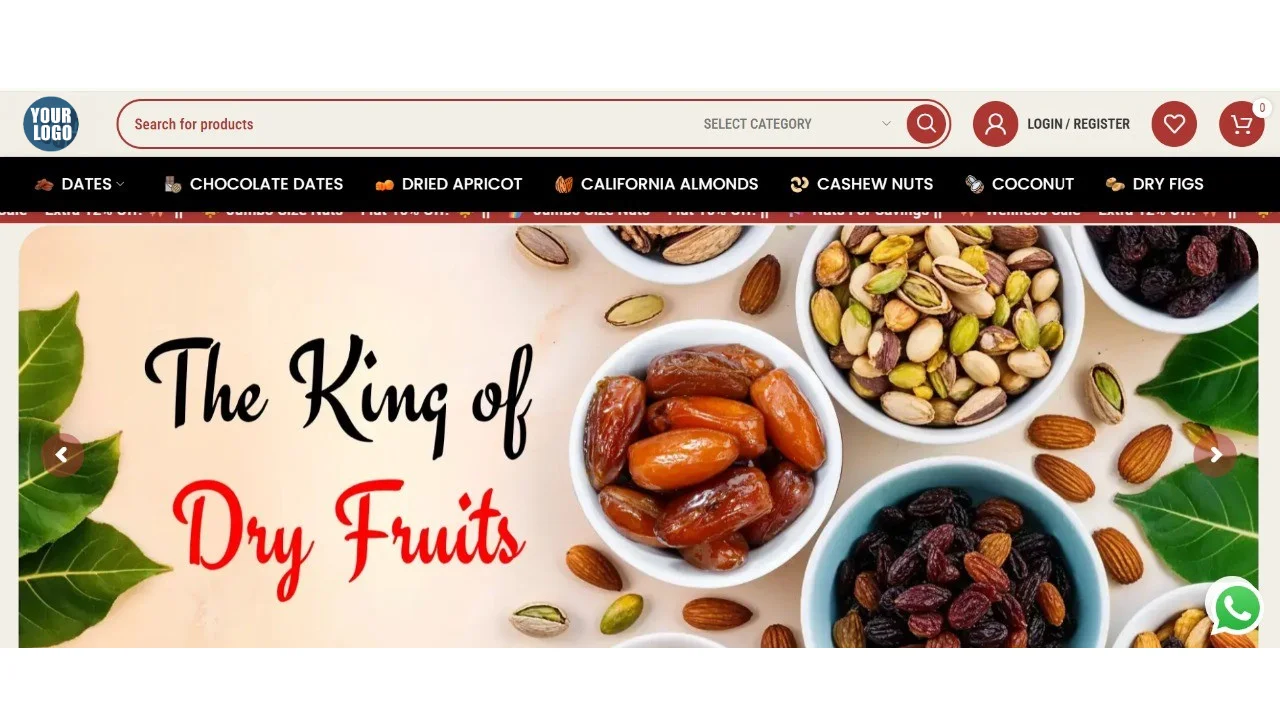 YOUR
LOGO
Search for products
SELECT CATEGORY
LOGIN / REGISTER
0
DATES
CHOCOLATE DATES
DRIED APRICOT
CALIFORNIA ALMONDS
CASHEW NUTS
COCONUT
DRY FIGS
Sale - Extra 12% Off! || Jumbo Size Nuts - Flat 10% Off! || Jumbo Size Nuts - Flat 10% Off! || Nuts For Savings || Wellness Sale - Extra 12% Off! ||
The King of
Dry Fruits